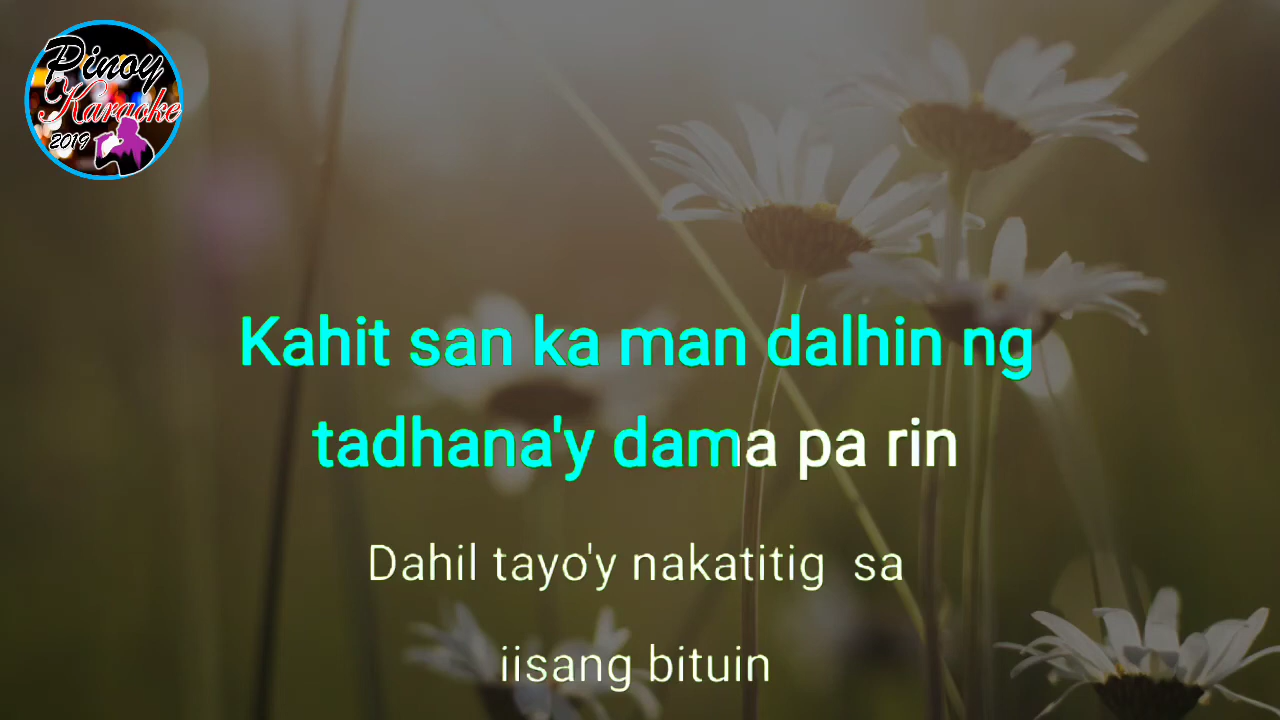 Pinoy
Karaoke
2019
Kahit san ka man dalhin ng
tadhana'y dama pa rin
Dahil tayo'y nakatitig sa
iisang bituin